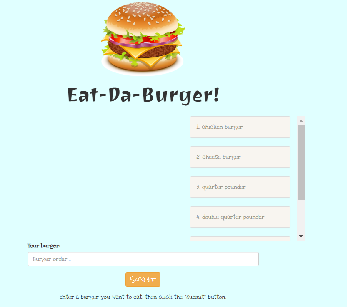 Eat-Da-Burger!
1. chicken burger
2. cheese burger
3. quarter pounder
4. double quarter pounder
Your burger:
Burger order...
Submit
enter a burger you want to eat, then click the "submit" button.